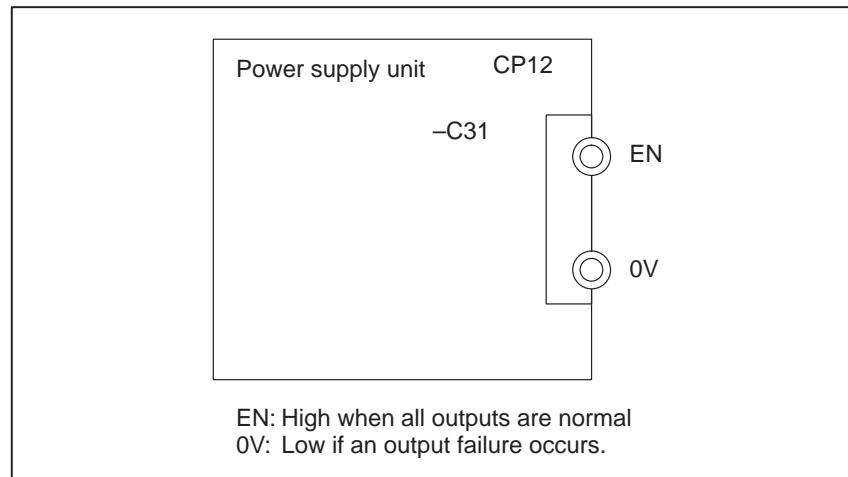 Power supply unit CP12
–C31
EN
0V
EN: High when all outputs are normal
0V: Low if an output failure occurs.